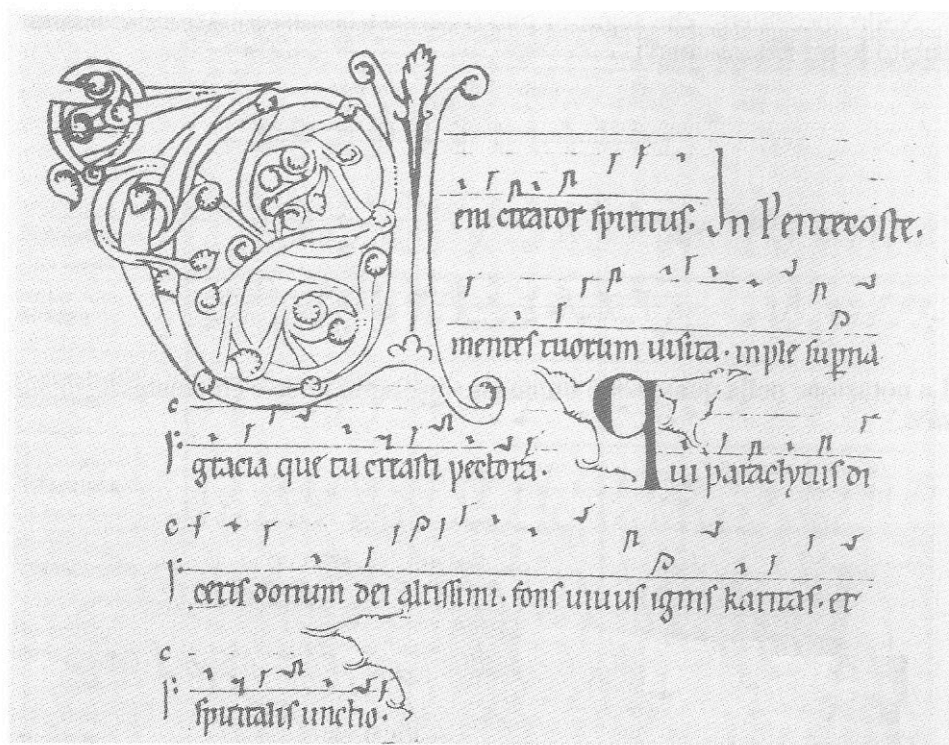 Veni creator spiritus. In Pentecoste.
mentes tuorum uisita. inple supna
gracia que tu creasti pectora. Qui paraclytus di
ceris donum dei altissimi. fons uiuus ignis karitas. et
spiritalis unctio.